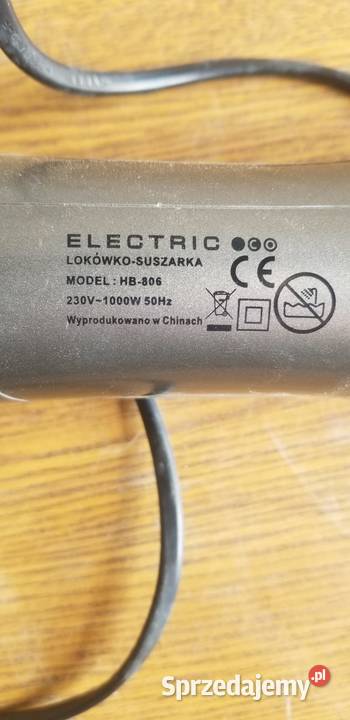 ELECTRIC
LOKÓWKO-SUSZARKA
MODEL : HB-806
230V~1000W 50Hz
Wyprodukowano w Chinach
CE
Sprzedajemy.pl